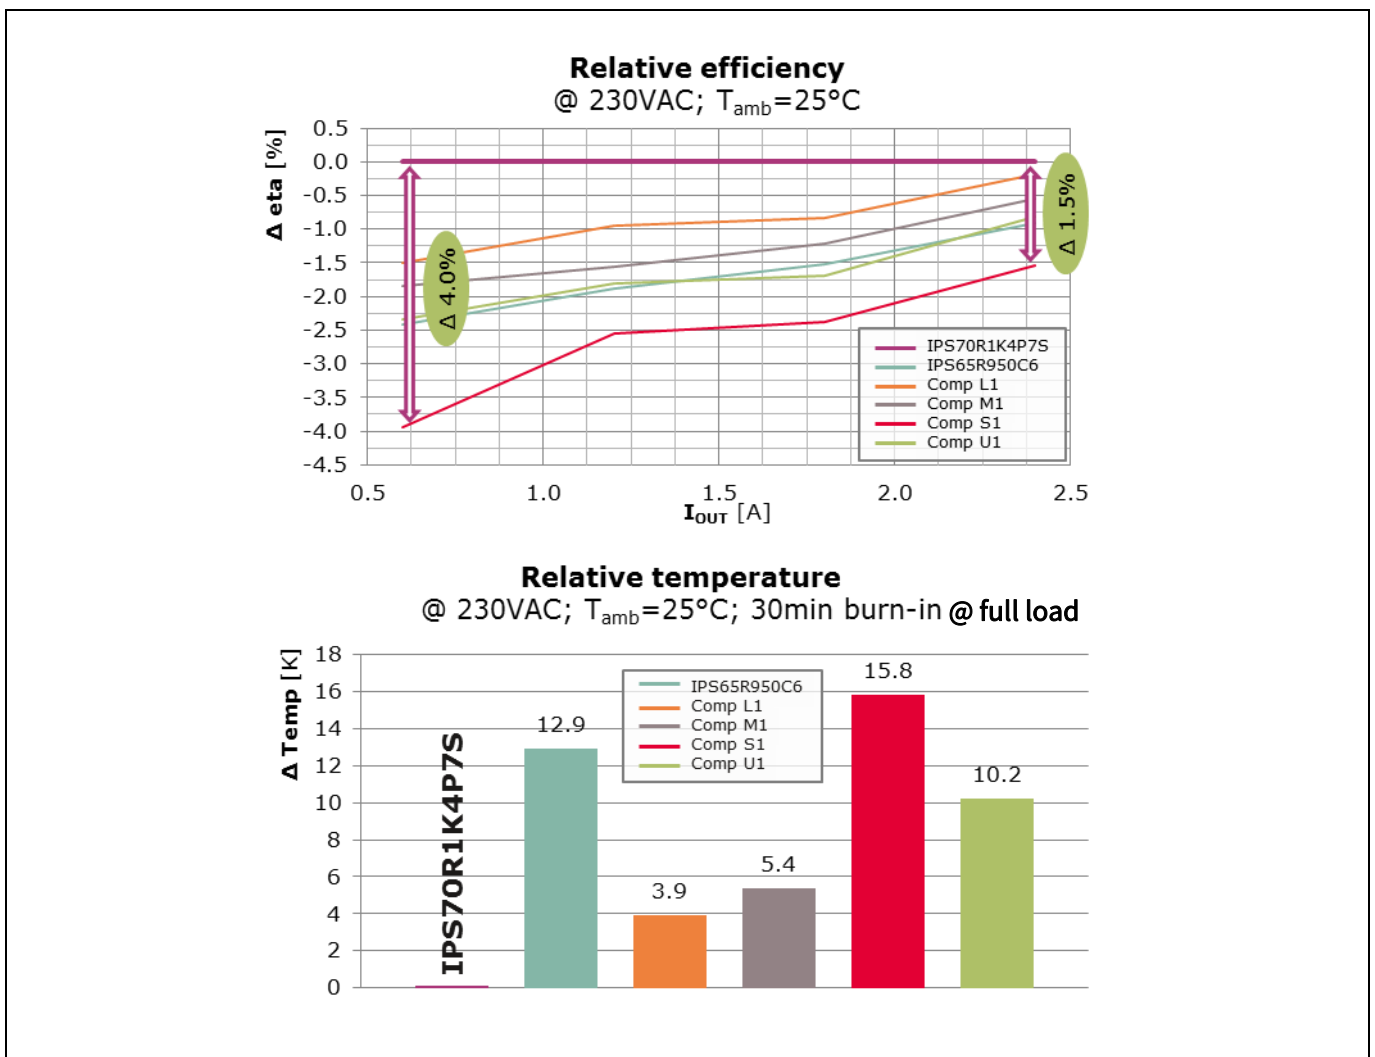 Relative efficiency
@ 230VAC; Tamb=25°C
Δ eta [%]
0.5
0.0
-0.5
-1.0
-1.5
-2.0
-2.5
-3.0
-3.5
-4.0
-4.5
Δ 4.0%
Δ 1.5%
IPS70R1K4P7S
IPS65R950C6
Comp L1
Comp M1
Comp S1
Comp U1
0.5 1.0 1.5 2.0 2.5
IOUT [A]
Relative temperature
@ 230VAC; Tamb=25°C; 30min burn-in @ full load
Δ Temp [K]
18
16
14
12
10
8
6
4
2
0
IPS70R1K4P7S
12.9
3.9
5.4
15.8
10.2
IPS65R950C6
Comp L1
Comp M1
Comp S1
Comp U1